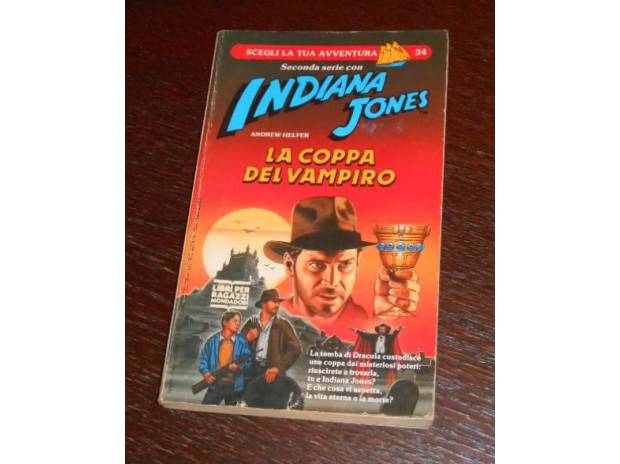 SCEGLI LA TUA AVVENTURA 34
Seconda serie con
INDIANA
JONES
ANDREW HELFER
LA COPPA
DEL VAMPIRO
LIBRI PER
RAGAZZI
MONDADORI
La tomba di Dracula custodisce
una coppa dai misteriosi poteri:
riuscirete a trovarla,
tu e Indiana Jones?
E che cosa vi aspetta,
la vita eterna o la morte?